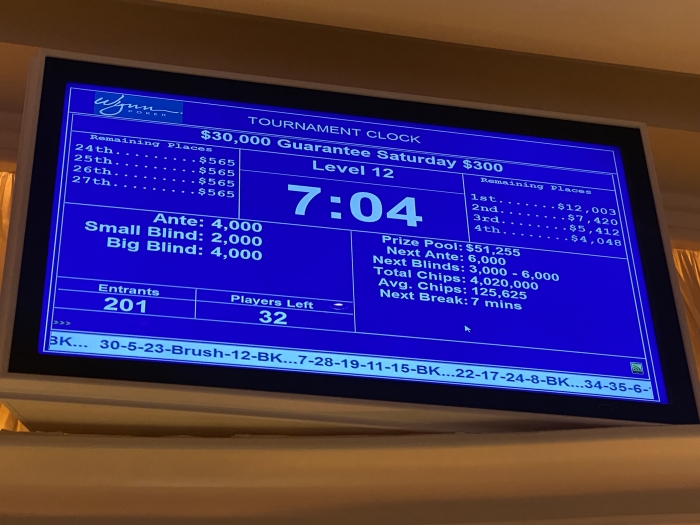 Wynn
POKER
TOURNAMENT CLOCK
$30,000 Guarantee Saturday $300
Remaining Places
24th.........$565
25th.........$565
26th.........$565
27th.........$565
Level 12
7:04
Remaining Places
1st.......$12,003
2nd.......$7,420
3rd.......$5,412
4th.......$4,048
Ante: 4,000
Small Blind: 2,000
Big Blind: 4,000
Prize Pool: $51,255
Next Ante: 6,000
Next Blinds: 3,000 - 6,000
Total Chips: 4,020,000
Avg. Chips: 125,625
Next Break: 7 mins
Entrants
201
Players Left
32
>>>
BK... 30-5-23-Brush-12-BK...7-28-19-11-15-BK...22-17-24-8-BK...34-35-6-